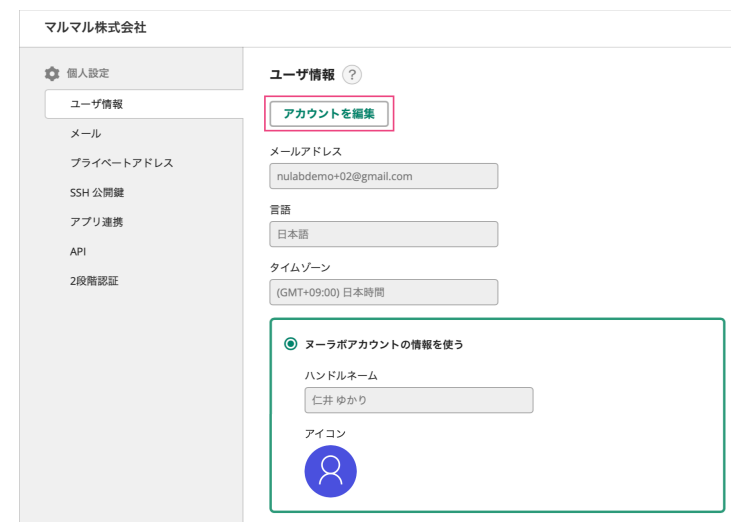 マルマル株式会社
個人設定
ユーザ情報
メール
プライベートアドレス
SSH 公開鍵
アプリ連携
API
2段階認証
ユーザ情報 ?
アカウントを編集
メールアドレス
nulabdemo+02@gmail.com
言語
日本語
タイムゾーン
(GMT+09:00) 日本時間
ヌーラボアカウントの情報を使う
ハンドルネーム
仁井 ゆかり
アイコン